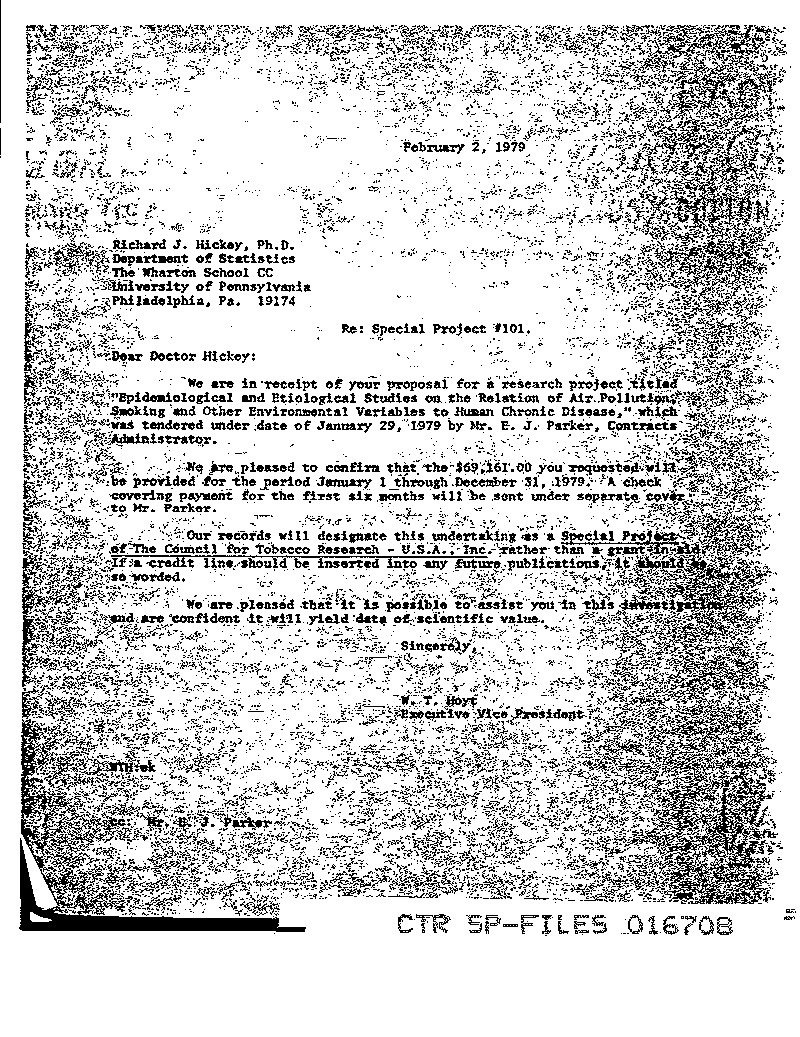 February 2, 1979
Richard J. Hickey, Ph.D.
Department of Statistics
The Wharton School CC
University of Pennsylvania
Philadelphia, Pa. 19174
Re: Special Project #101.
Dear Doctor Hickey:
We are in receipt of your proposal for a research project titled
"Epidemiological and Etiological Studies on the Relation of Air Pollution,
Smoking and Other Environmental Variables to Human Chronic Disease," which
was tendered under date of January 29, 1979 by Mr. E. J. Parker, Contracts
Administrator.
We are pleased to confirm that the $69,161.00 you requested will
be provided for the period January 1 through December 31, 1979. A check
covering payment for the first six months will be sent under separate cover
to Mr. Parker.
Our records will designate this undertaking as a Special Project
of The Council for Tobacco Research - U.S.A., Inc. rather than a grant-in-aid.
If a credit line should be inserted into any future publications, it should be
so worded.
We are pleased that it is possible to assist you in this investigation
and are confident it will yield data of scientific value.
Sincerely,
W. T. Hoyt
Executive Vice President
WTH:ek
cc: Mr. E. J. Parker
CTR SP-FILES 016708